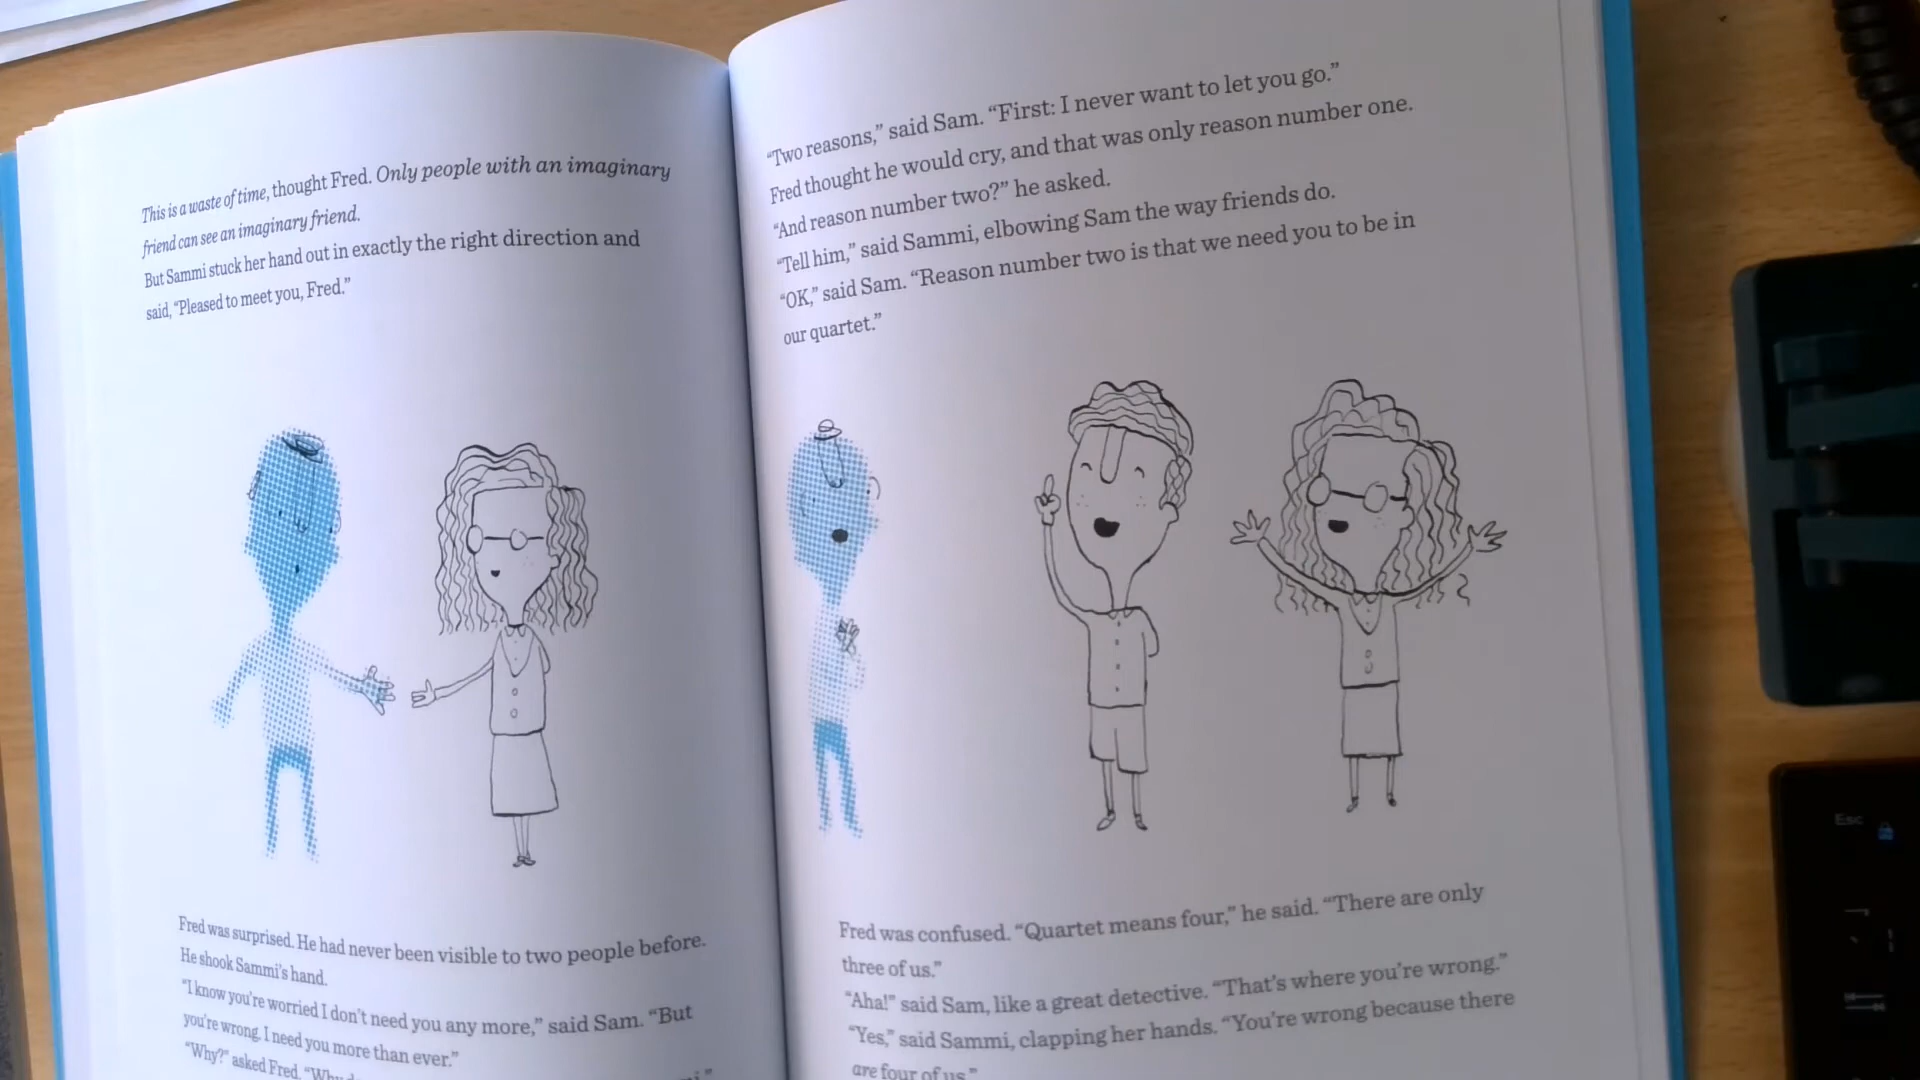 This is a waste of time, thought Fred. Only people with an imaginary
friend can see an imaginary friend.
But Sammi stuck her hand out in exactly the right direction and
said, “Pleased to meet you, Fred.”
Fred was surprised. He had never been visible to two people before.
He shook Sammi’s hand.
“I know you’re worried I don’t need you any more,” said Sam. “But
you’re wrong. I need you more than ever.”
“Why?” asked Fred.
“Two reasons,” said Sam. “First: I never want to let you go.”
Fred thought he would cry, and that was only reason number one.
“And reason number two?” he asked.
“Tell him,” said Sammi, elbowing Sam the way friends do.
“OK,” said Sam. “Reason number two is that we need you to be in
our quartet.”
Fred was confused. “Quartet means four,” he said. “There are only
three of us.”
“Aha!” said Sam, like a great detective. “That’s where you’re wrong.”
“Yes,” said Sammi, clapping her hands. “You’re wrong because there
are four of us.”
Esc